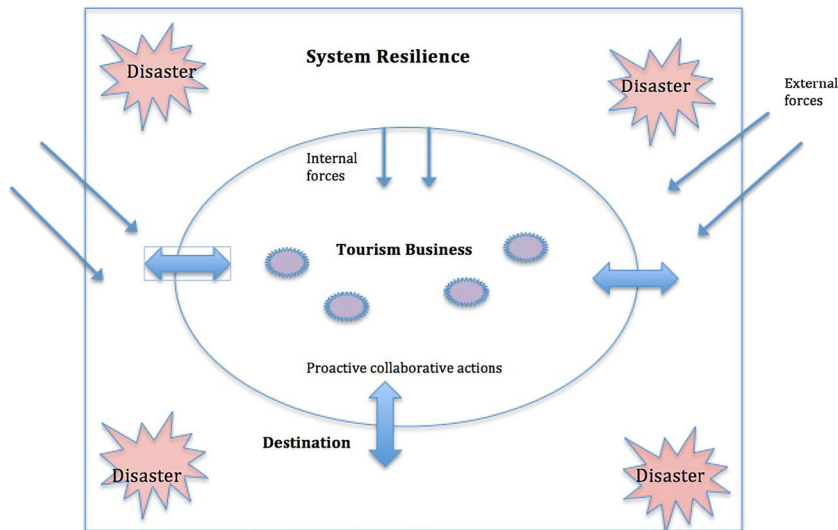 System Resilience
Disaster
Disaster
External
forces
Internal
forces
Tourism Business
Proactive collaborative actions
Destination
Disaster
Disaster